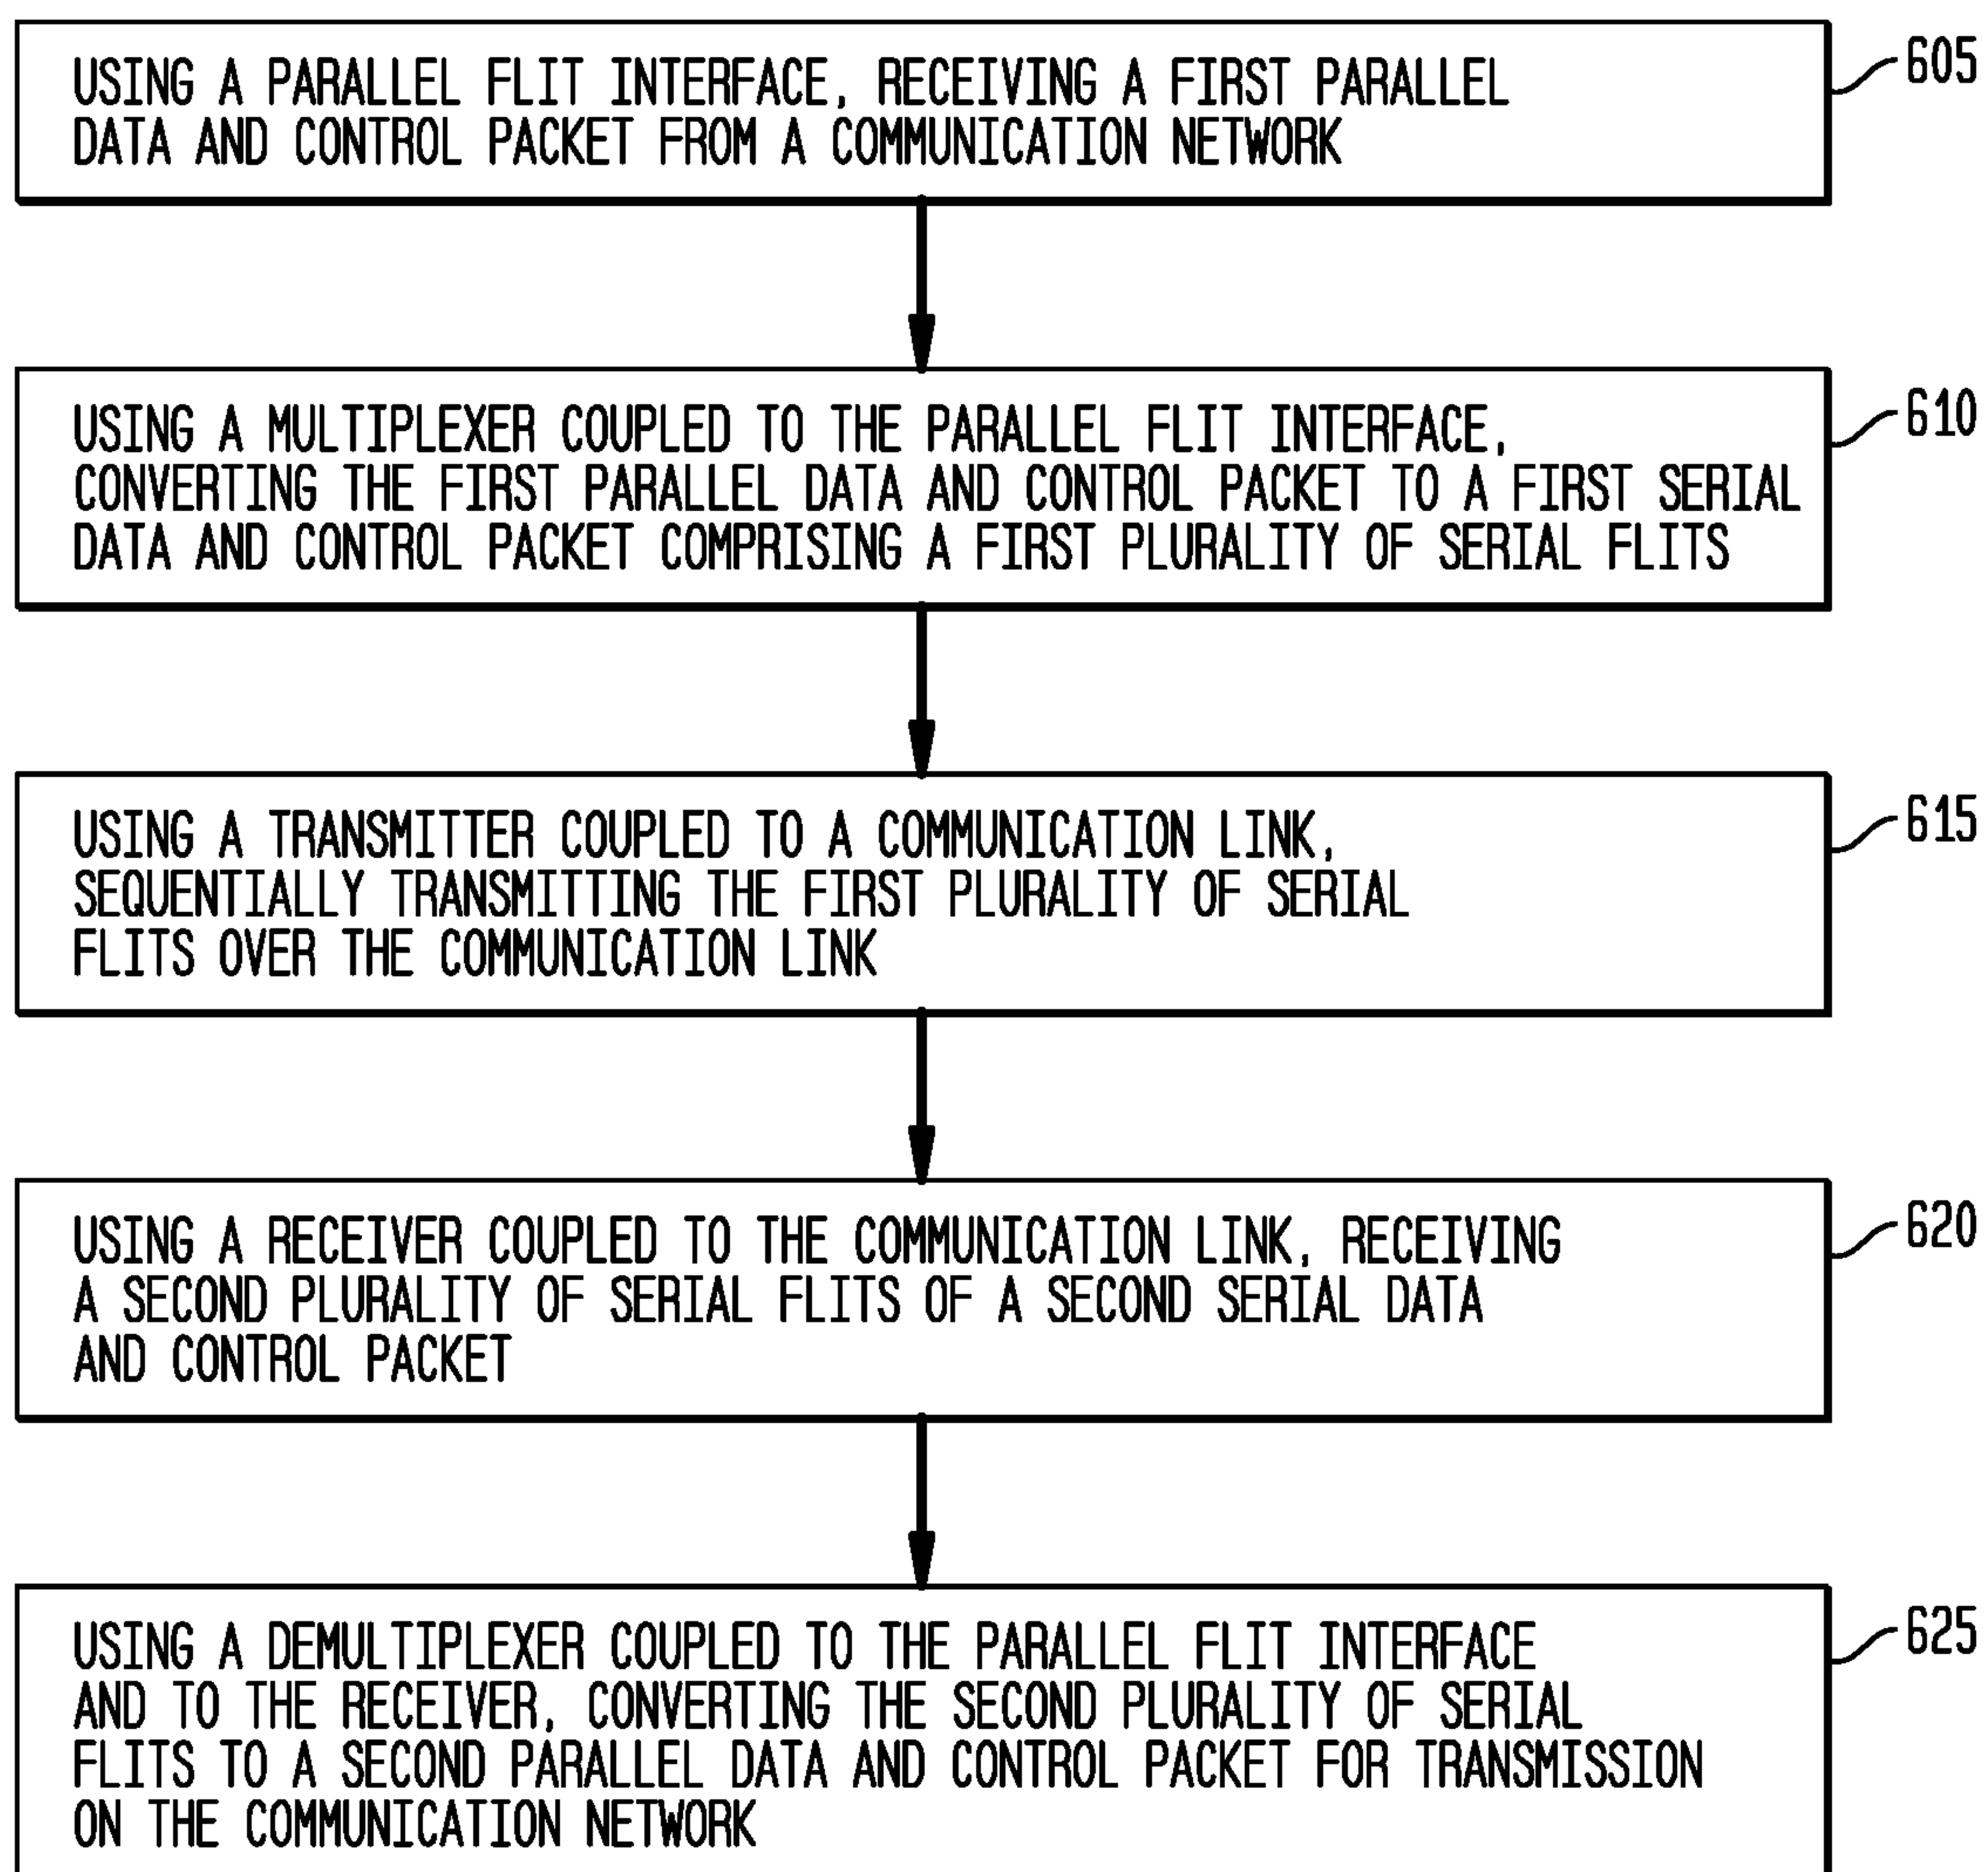 USING A PARALLEL FLIT INTERFACE, RECEIVING A FIRST PARALLEL
DATA AND CONTROL PACKET FROM A COMMUNICATION NETWORK
605
USING A MULTIPLEXER COUPLED TO THE PARALLEL FLIT INTERFACE,
CONVERTING THE FIRST PARALLEL DATA AND CONTROL PACKET TO A FIRST SERIAL
DATA AND CONTROL PACKET COMPRISING A FIRST PLURALITY OF SERIAL FLITS
610
USING A TRANSMITTER COUPLED TO A COMMUNICATION LINK,
SEQUENTIALLY TRANSMITTING THE FIRST PLURALITY OF SERIAL
FLITS OVER THE COMMUNICATION LINK
615
USING A RECEIVER COUPLED TO THE COMMUNICATION LINK, RECEIVING
A SECOND PLURALITY OF SERIAL FLITS OF A SECOND SERIAL DATA
AND CONTROL PACKET
620
USING A DEMULTIPLEXER COUPLED TO THE PARALLEL FLIT INTERFACE
AND TO THE RECEIVER, CONVERTING THE SECOND PLURALITY OF SERIAL
FLITS TO A SECOND PARALLEL DATA AND CONTROL PACKET FOR TRANSMISSION
ON THE COMMUNICATION NETWORK
625